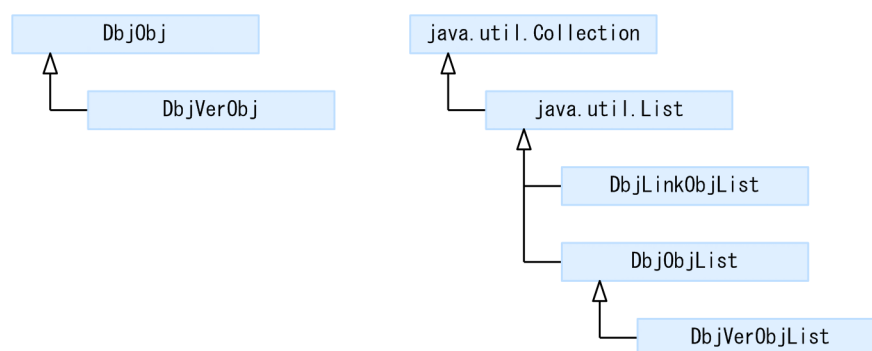 DbjObj
DbjVerObj
java.util.Collection
java.util.List
DbjLinkObjList
DbjObjList
DbjVerObjList